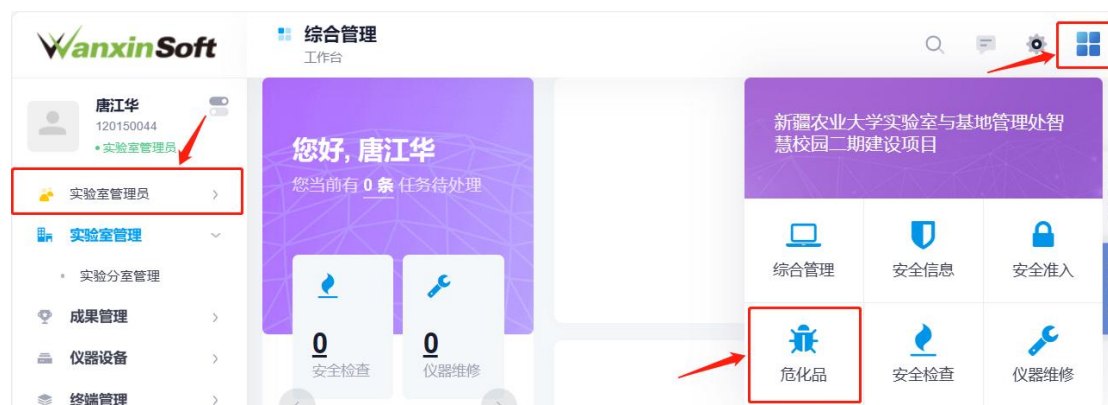 WanxinSoft
综合管理
工作台
唐江华
120150044
•实验室管理员
实验室管理员
实验室管理
实验分室管理
成果管理
仪器设备
终端管理
您好, 唐江华
您当前有 0 条 任务待处理
0
安全检查
0
仪器维修
新疆农业大学实验室与基地管理处智
慧校园二期建设项目
综合管理
安全信息
安全准入
危化品
安全检查
仪器维修